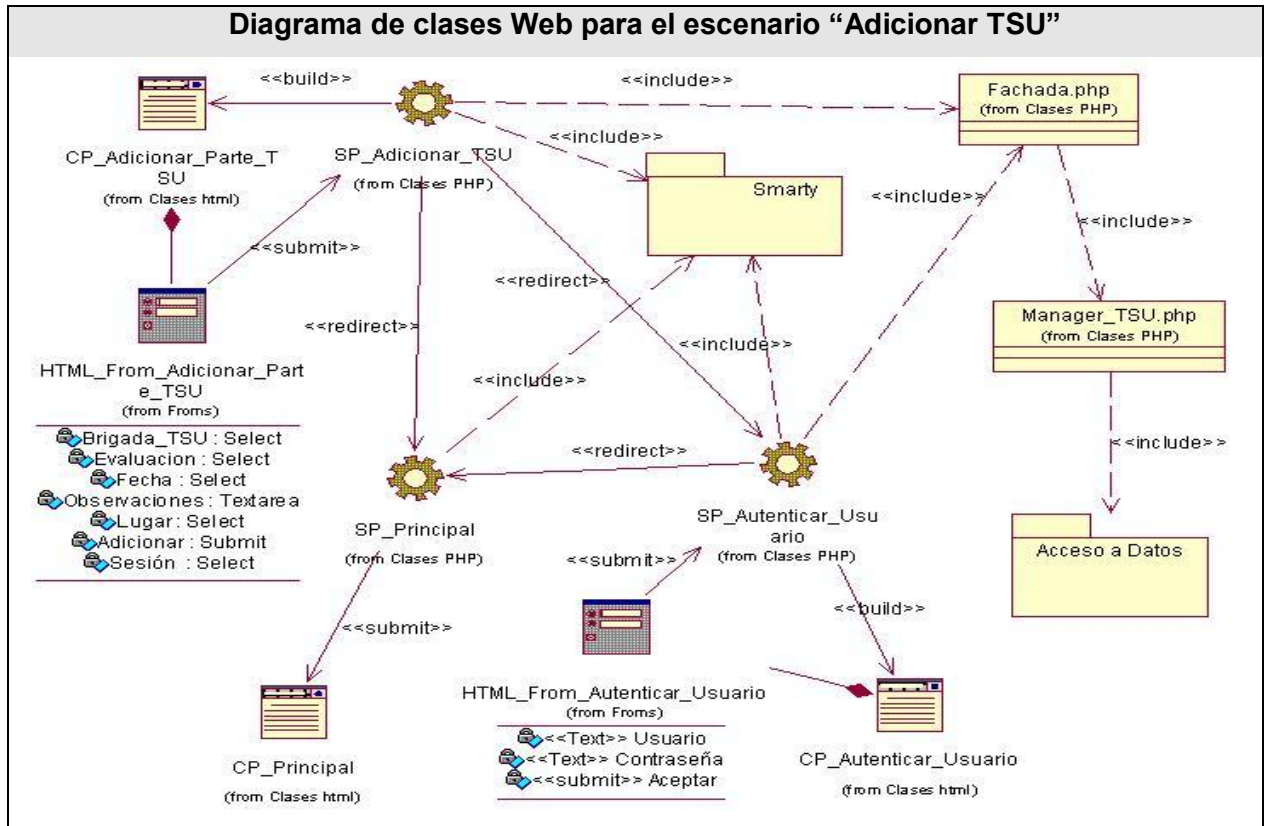 Diagrama de clases Web para el escenario “Adicionar TSU”
<<build>>
<<include>>
Fachada.php
(from Clases PHP)
<<include>>
CP_Adicionar_Parte_T
SU
(from Clases html)
SP_Adicionar_TSU
(from Clases PHP)
Smarty
<<include>>
<<include>>
<<submit>>
<<redirect>>
<<redirect>>
Manager_TSU.php
(from Clases PHP)
<<include>>
HTML_From_Adicionar_Part
e_TSU
(from Froms)
<<include>>
Brigada_TSU : Select
Evaluacion : Select
Fecha : Select
Observaciones : Textarea
Lugar : Select
Adicionar : Submit
Sesión : Select
<<redirect>>
<<include>>
SP_Principal
(from Clases PHP)
SP_Autenticar_Usu
ario
(from Clases PHP)
Acceso a Datos
<<submit>>
<<build>>
<<submit>>
HTML_From_Autenticar_Usuario
(from Froms)
<<Text>> Usuario
<<Text>> Contraseña
<<submit>> Aceptar
CP_Principal
(from Clases html)
CP_Autenticar_Usuario
(from Clases html)